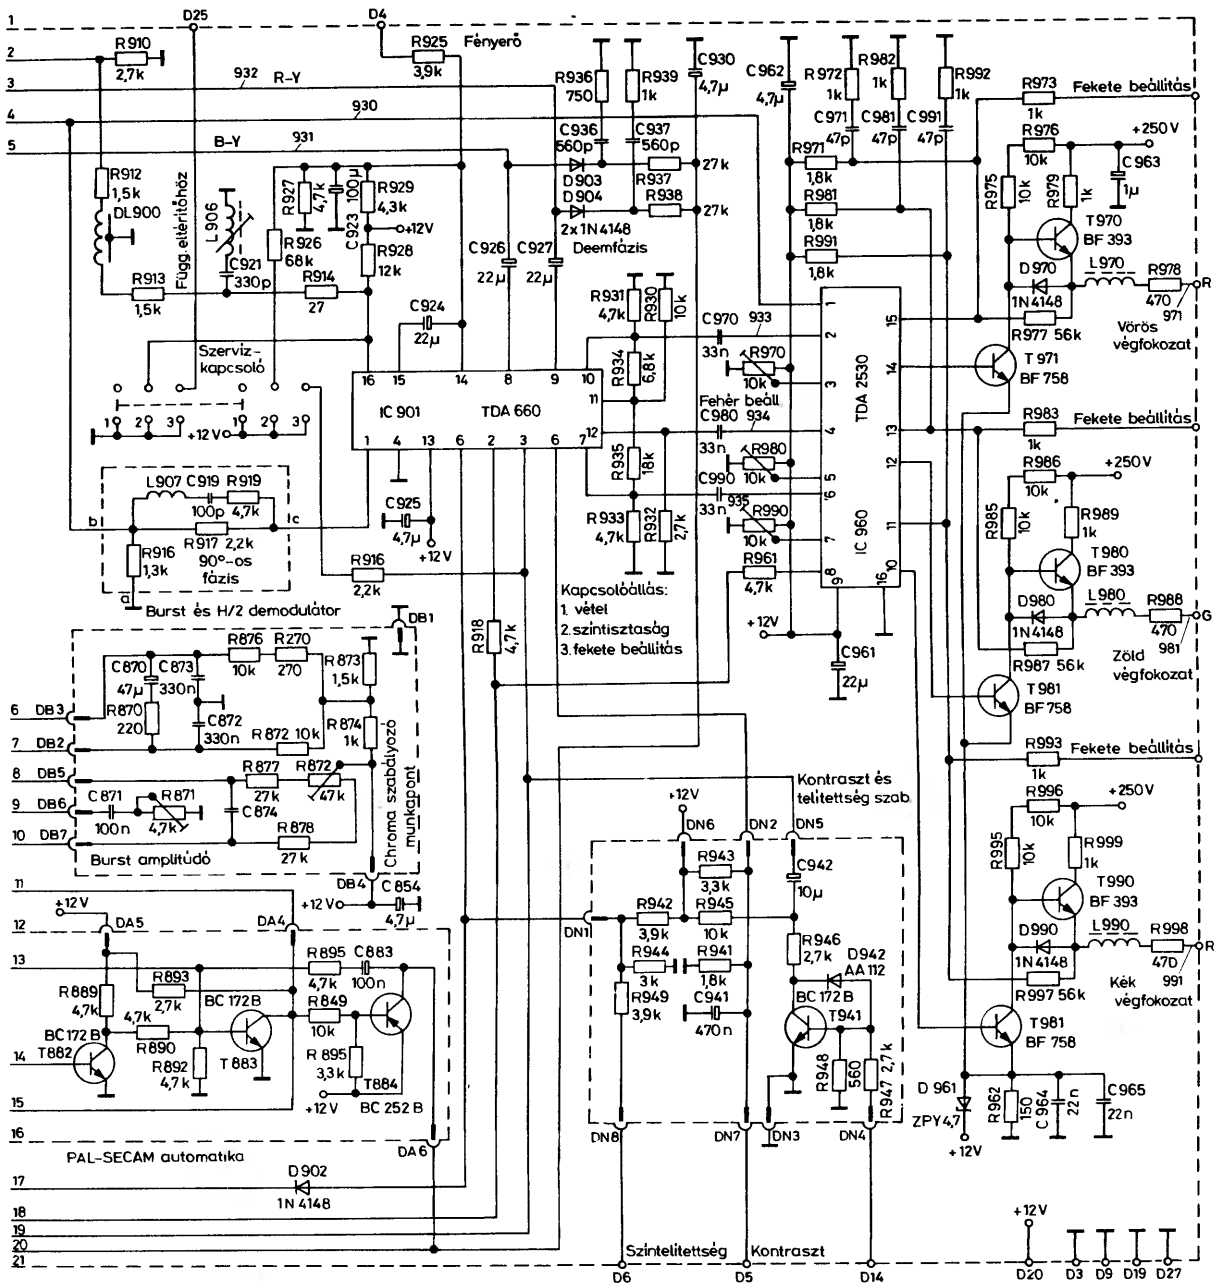 1
D25
D4
2
R910
2,7k
R925
3,9k
Fényerő
3
932
R-Y
4
930
5
B-Y
931
R936
750
R939
1k
C930
4,7µ
C962
4,7µ
R972
1k
R982
1k
R992
1k
R973
1k
Fekete beállítás
C936
560p
C937
560p
C971
47p
C981
47p
C991
47p
R976
10k
+250V
C963
1µ
R912
1,5k
DL900
Függ. eltérítőhöz
L906
R927
4,7k
C923
100µ
R929
4,3k
+12V
R928
12k
R926
68k
C921
330p
R914
27
R913
1,5k
D903
R937
27k
D904
R938
27k
2x1N4148
Deemfázis
C926
22µ
C927
22µ
R971
1,8k
R981
1,8k
R991
1,8k
R975
10k
R979
1k
T970
BF 393
D970
1N4148
L970
R978
470
971
R
R977 56k
Vörös
végfokozat
T971
BF 758
C924
22µ
R931
4,7k
R930
10k
C970
33n
933
R970
10k
R934
6,8k
Fehér beáll
C980
33n
934
Szervíz-
kapcsoló
1 2 3
+12V
1 2 3
16 15 14 8 9 10
11
12
IC 901
TDA 660
1 4 13 6 2 3 6 7
1
2
3
4
5
6
7
8
9
16
15
14
13
12
11
10
TDA 2530
IC 960
R983
1k
Fekete beállítás
R986
10k
+250V
R985
10k
R989
1k
T980
BF 393
D980
1N4148
L980
R988
470
981
G
R987 56k
Zöld
végfokozat
T981
BF 758
R935
18k
R980
10k
C990
33n
935
R990
10k
R933
4,7k
R932
2,7k
R961
4,7k
+12V
C961
22µ
L907
C919
100p
R919
4,7k
b
c
R917 2,2k
R916
1,3k
90°-os
fázis
a
C925
4,7µ
+12V
R916
2,2k
R918
4,7k
Kapcsolóállás:
1. vétel
2. színtisztaság
3. fekete beállítás
Burst és H/2 demodulátor
DB1
C870
47µ
C873
330n
R876
10k
R270
270
R873
1,5k
R870
220
C872
330n
R874
1k
R872 10k
6
DB3
7
DB2
8
DB5
9
DB6
10
DB7
R877
27k
R872
47k
C871
100n
R871
4,7k
C874
R878
27k
Burst amplitúdó
Chroma szabályozo
munkapont
DB4
+12V
C854
4,7µ
11
12
+12V
DA5
DA4
13
R889
4,7k
R893
2,7k
R895
4,7k
C883
100n
BC 172 B
R849
10k
4,7k
R890
BC172 B
T882
R892
4,7k
T 883
R 895
3,3k
T884
+12V
BC 252 B
14
15
16
PAL-SECAM automatika
DA6
17
D902
1N 4148
18
19
20
21
Kontraszt és
telítettség szab.
+12V
DN6
DN2
DN5
R943
3,3k
C942
10µ
DN1
R942
3,9k
R945
10k
R944
3k
R941
1,8k
R946
2,7k
D942
AA 112
R949
3,9k
C941
470n
BC 172 B
T941
R948
560
R947 2,7k
DN8
DN7
DN3
DN4
Színtelitettség
Kontraszt
D6
D5
D14
R993
1k
Fekete beállítás
R996
10k
+250V
R995
10k
R999
1k
T990
BF 393
D990
1N4148
L990
R998
47D
991
R
R997 56k
Kék
végfokozat
T981
BF 758
D 961
ZPY4,7
+12V
R962
150
C964
22n
C965
22n
+12V
D20
D3
D9
D19
D27